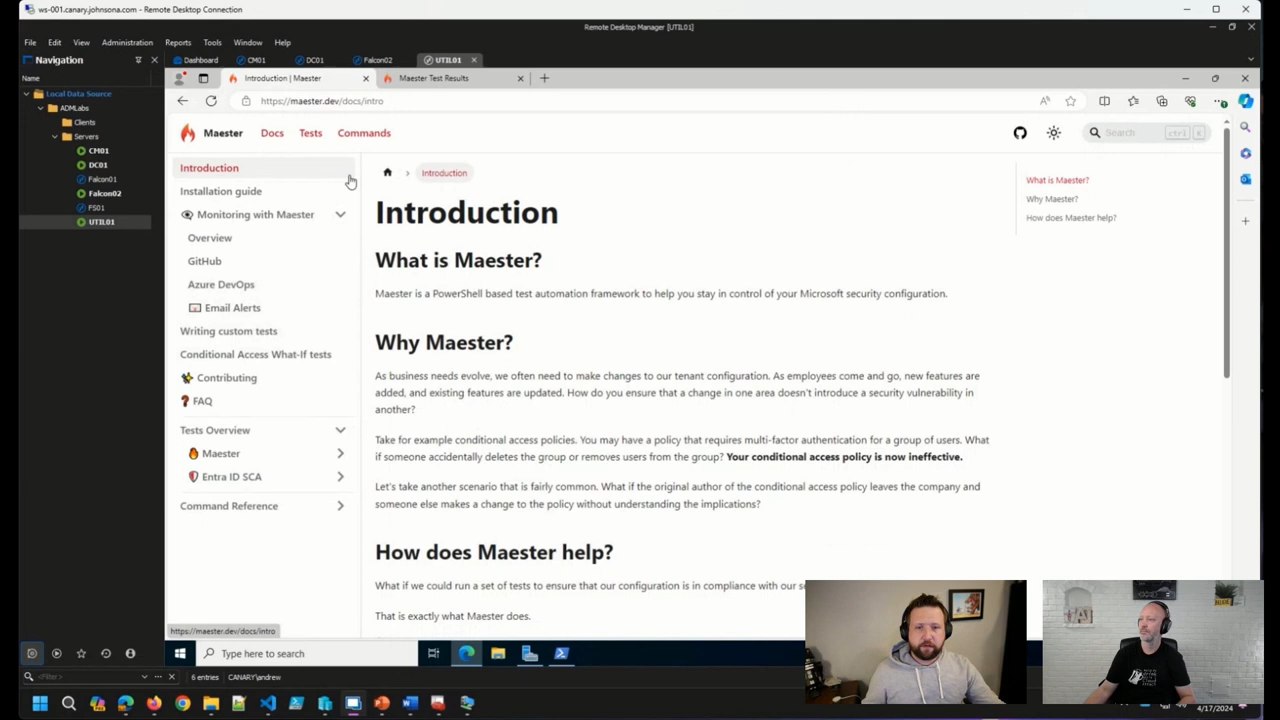 ws-001.canary.johnsona.com - Remote Desktop Connection
Remote Desktop Manager [UTIL01]
File Edit View Administration Reports Tools Window Help
Navigation
Dashboard CM01 DC01 Falcon02 UTIL01
Name
Introduction | Maester Maester Test Results
Local Data Source
ADMLabs
Clients
Servers
CM01
DC01
Falcon01
Falcon02
FS01
UTIL01
https://maester.dev/docs/intro
Maester Docs Tests Commands
Search ctrl K
Introduction
Installation guide
Monitoring with Maester
Overview
GitHub
Azure DevOps
Email Alerts
Writing custom tests
Conditional Access What-If tests
Contributing
FAQ
Tests Overview
Maester
Entra ID SCA
Command Reference
Introduction
Introduction
What is Maester?
Maester is a PowerShell based test automation framework to help you stay in control of your Microsoft security configuration.
Why Maester?
As business needs evolve, we often need to make changes to our tenant configuration. As employees come and go, new features are
added, and existing features are updated. How do you ensure that a change in one area doesn't introduce a security vulnerability in
another?
Take for example conditional access policies. You may have a policy that requires multi-factor authentication for a group of users. What
if someone accidentally deletes the group or removes users from the group? Your conditional access policy is now ineffective.
Let's take another scenario that is fairly common. What if the original author of the conditional access policy leaves the company and
someone else makes a change to the policy without understanding the implications?
How does Maester help?
What if we could run a set of tests to ensure that our configuration is in compliance with our
That is exactly what Maester does.
What is Maester?
Why Maester?
How does Maester help?
https://maester.dev/docs/intro
Type here to search
<Filter>
6 entries CANARY\andrew
4/17/2024